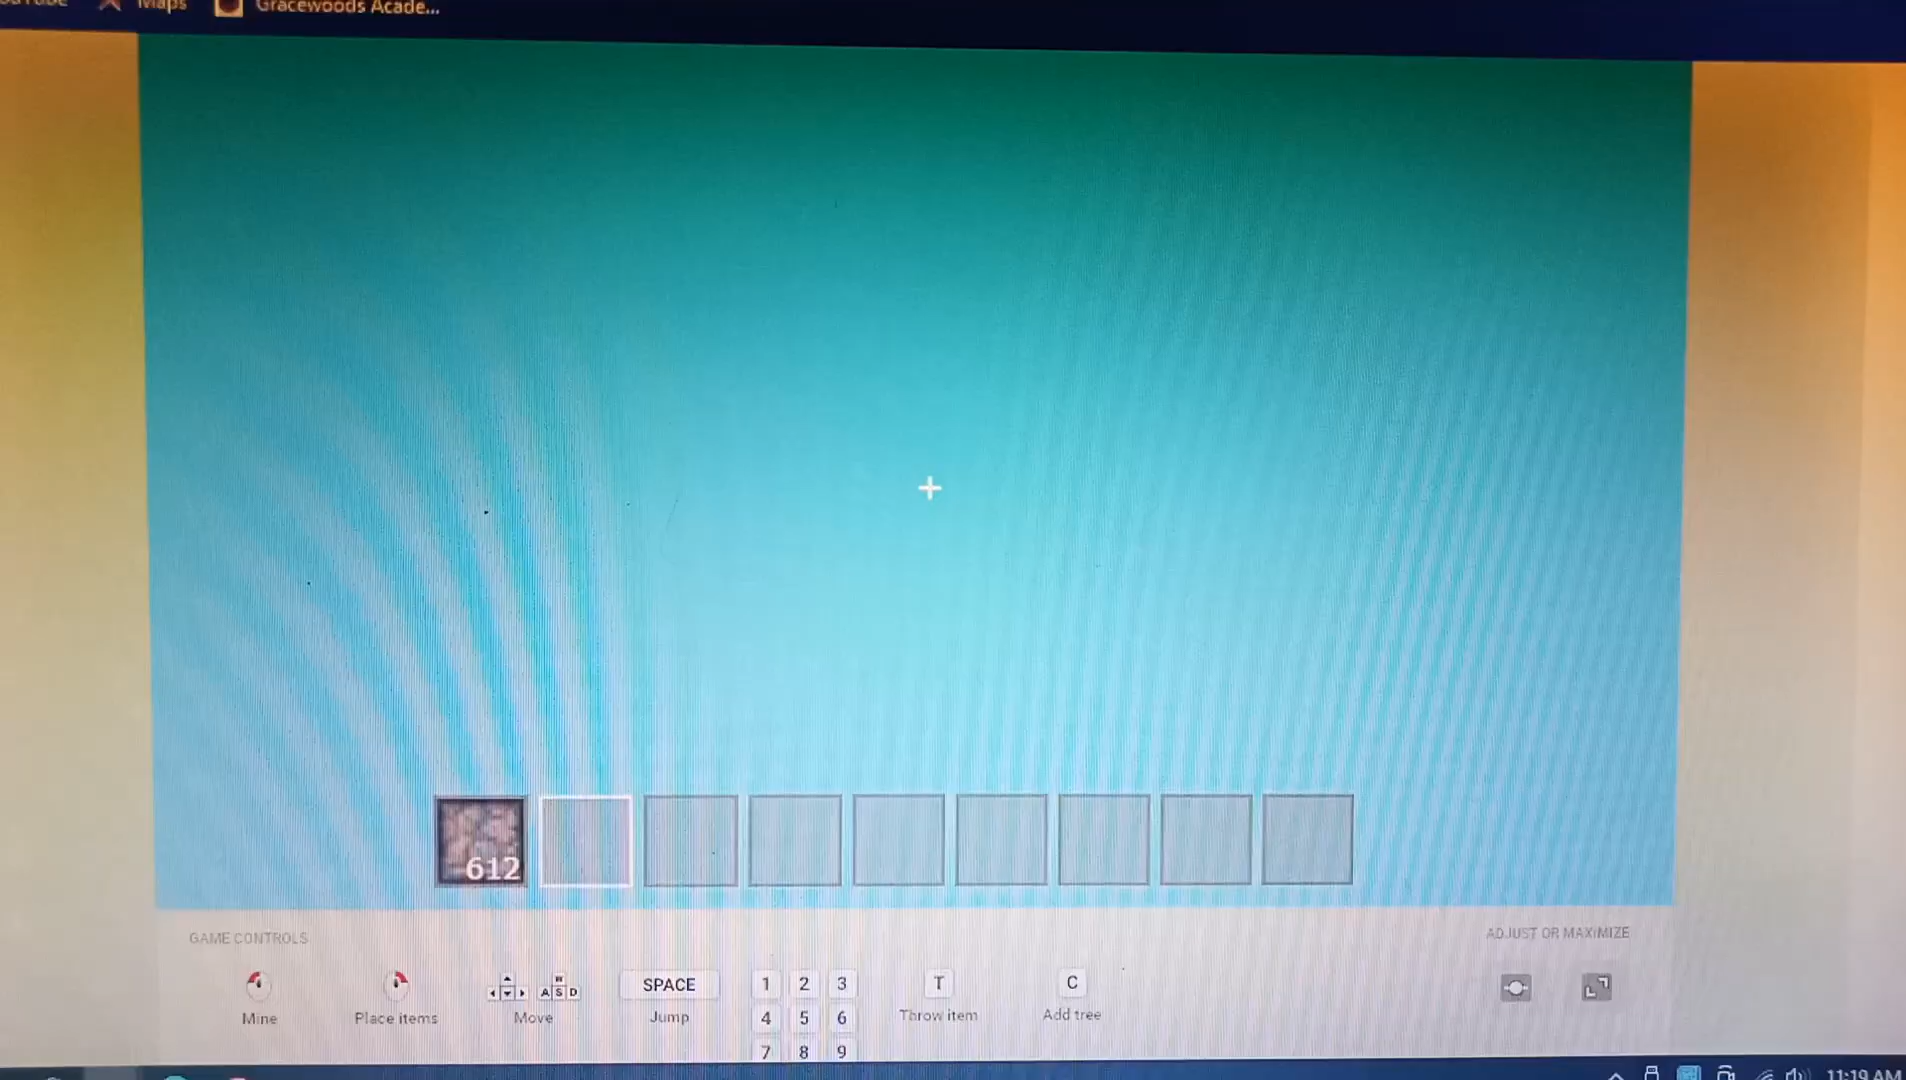 Maps
Gracewoods Acade...
612
GAME CONTROLS
ADJUST OR MAXIMIZE
W
A S D
SPACE
1 2 3
4 5 6
7 8 9
T
C
Mine
Place items
Move
Jump
Throw item
Add tree
11:19 AM